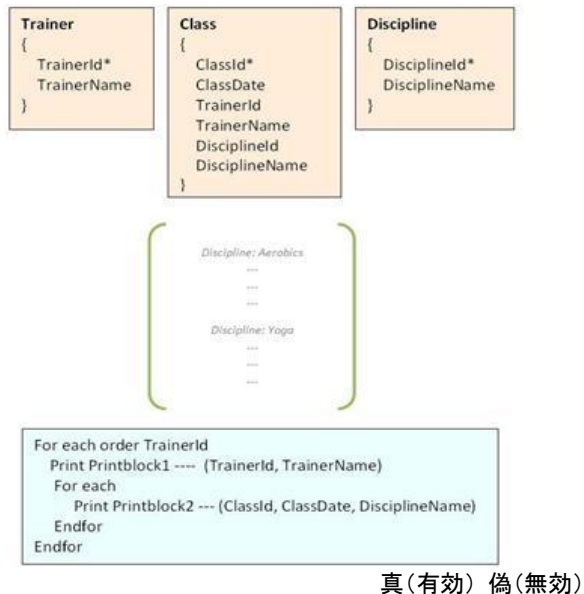 Trainer
{
TrainerId*
TrainerName
}
Class
{
ClassId*
ClassDate
TrainerId
TrainerName
DisciplineId
DisciplineName
}
Discipline
{
DisciplineId*
DisciplineName
}
Discipline: Aerobics
---
---
---
Discipline: Yoga
---
---
---
For each order TrainerId
Print Printblock1 ---- (TrainerId, TrainerName)
For each
Print Printblock2 --- (ClassId, ClassDate, DisciplineName)
Endfor
Endfor
真(有効) 偽(無効)